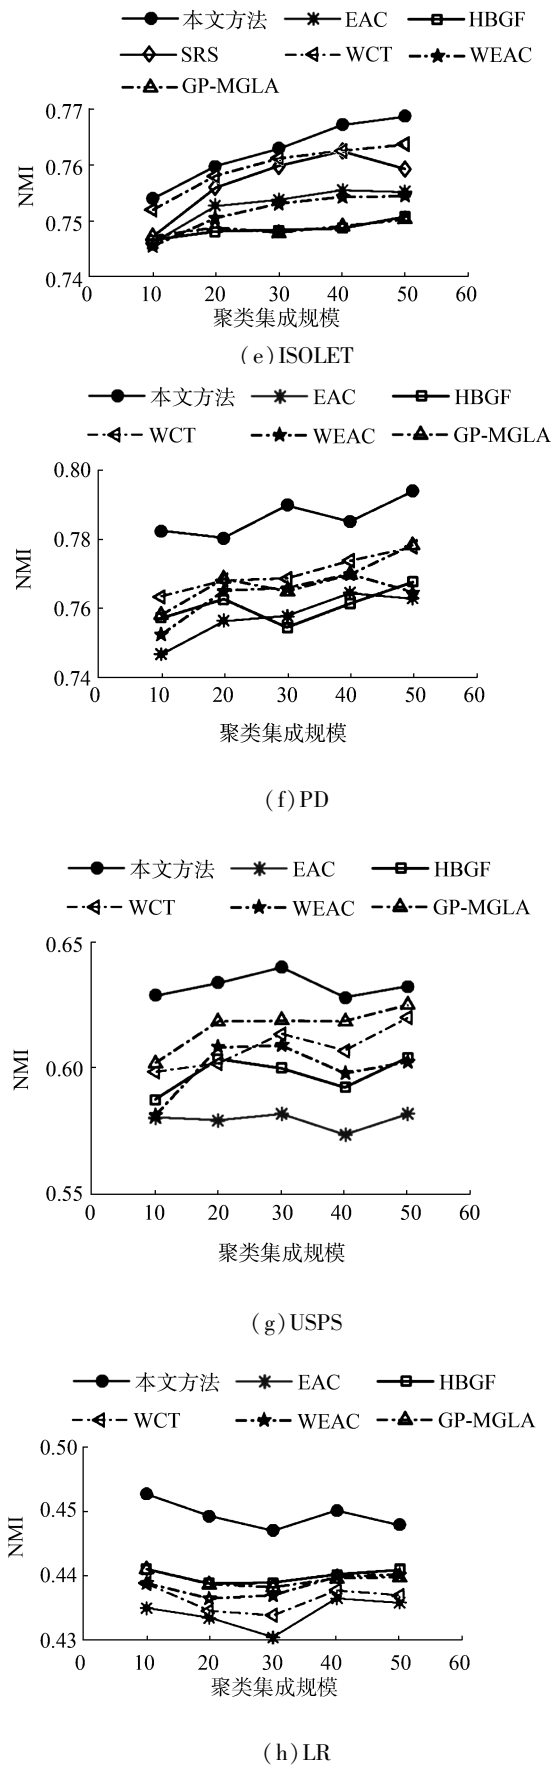 本文方法 EAC HBGF
SRS WCT WEAC
GP-MGLA
0.77
0.76
0.75
0.74
NMI
0 10 20 30 40 50 60
聚类集成规模
(e)ISOLET
本文方法 EAC HBGF
WCT WEAC GP-MGLA
0.80
0.78
0.76
0.74
NMI
0 10 20 30 40 50 60
聚类集成规模
(f)PD
本文方法 EAC HBGF
WCT WEAC GP-MGLA
0.65
0.60
0.55
NMI
0 10 20 30 40 50 60
聚类集成规模
(g)USPS
本文方法 EAC HBGF
WCT WEAC GP-MGLA
0.50
0.45
0.44
0.43
NMI
0 10 20 30 40 50 60
聚类集成规模
(h)LR